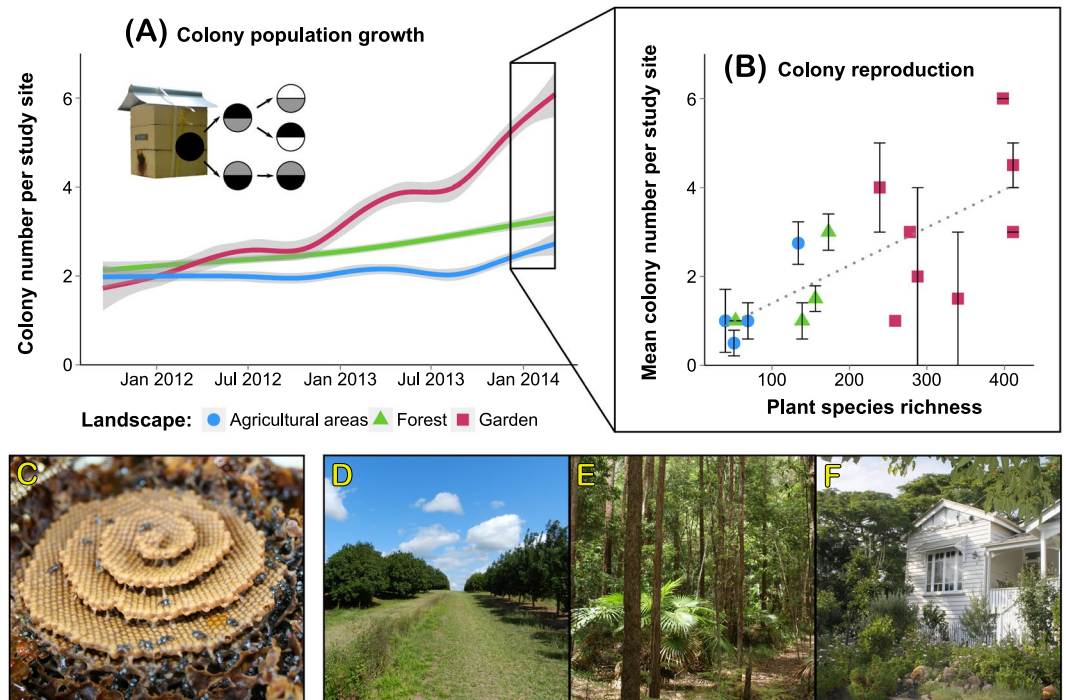 (A) Colony population growth
Colony number per study site
6
4
2
0
Jan 2012 Jul 2012 Jan 2013 Jul 2013 Jan 2014
Landscape: Agricultural areas Forest Garden
(B) Colony reproduction
Mean colony number per study site
6
4
2
0
100 200 300 400
Plant species richness
C
D
E
F